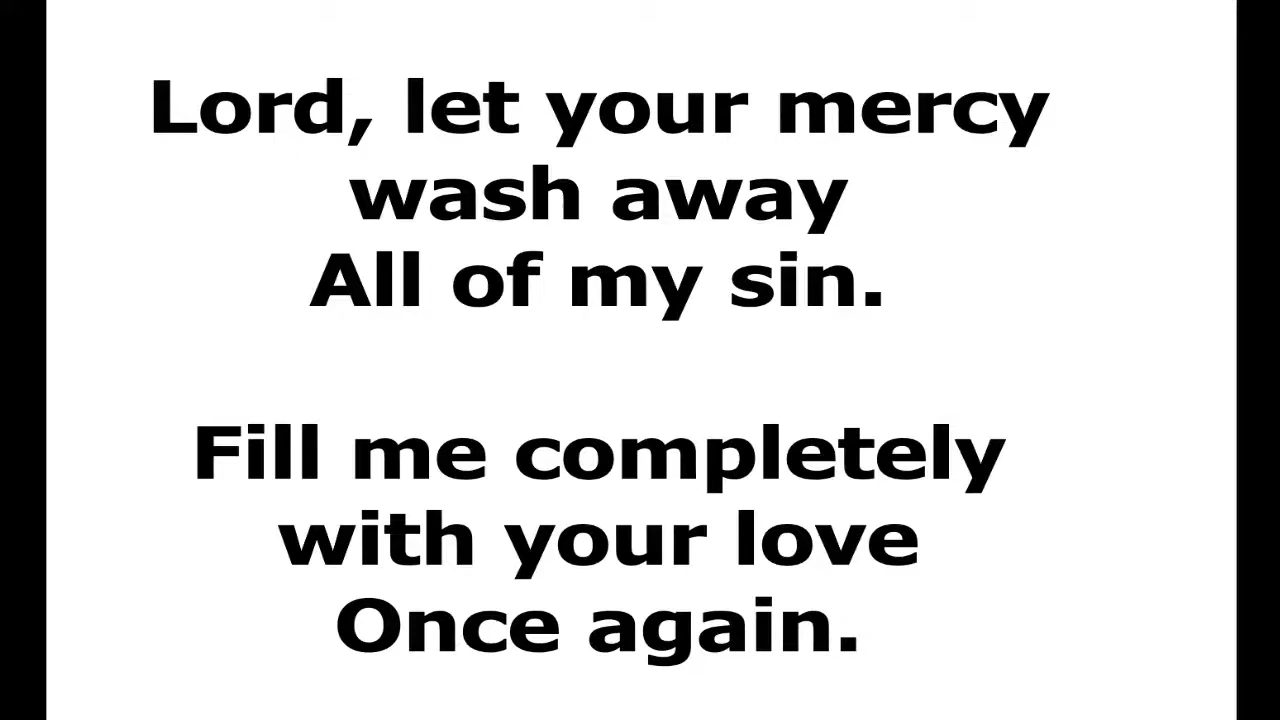 Lord, let your mercy
wash away
All of my sin.
Fill me completely
with your love
Once again.